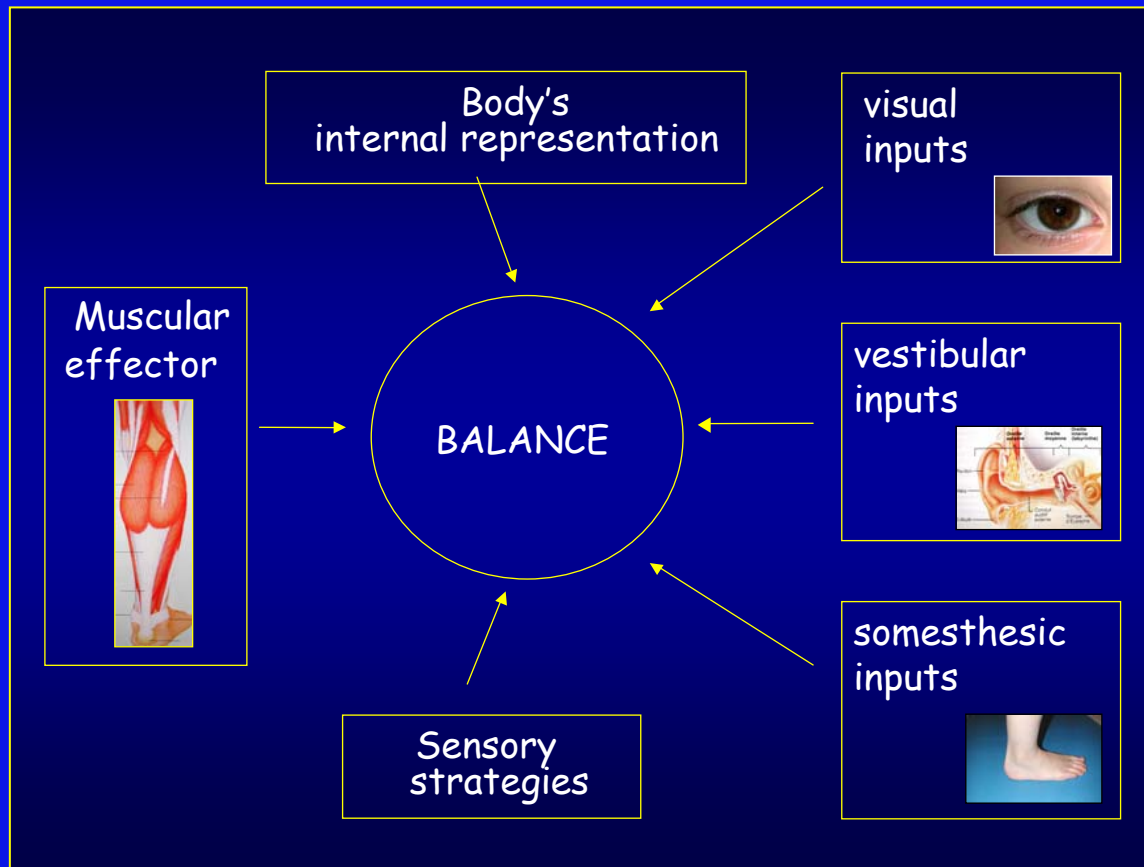 Body's
internal representation
visual
inputs
Muscular
effector
vestibular
inputs
BALANCE
somesthesic
inputs
Sensory
strategies